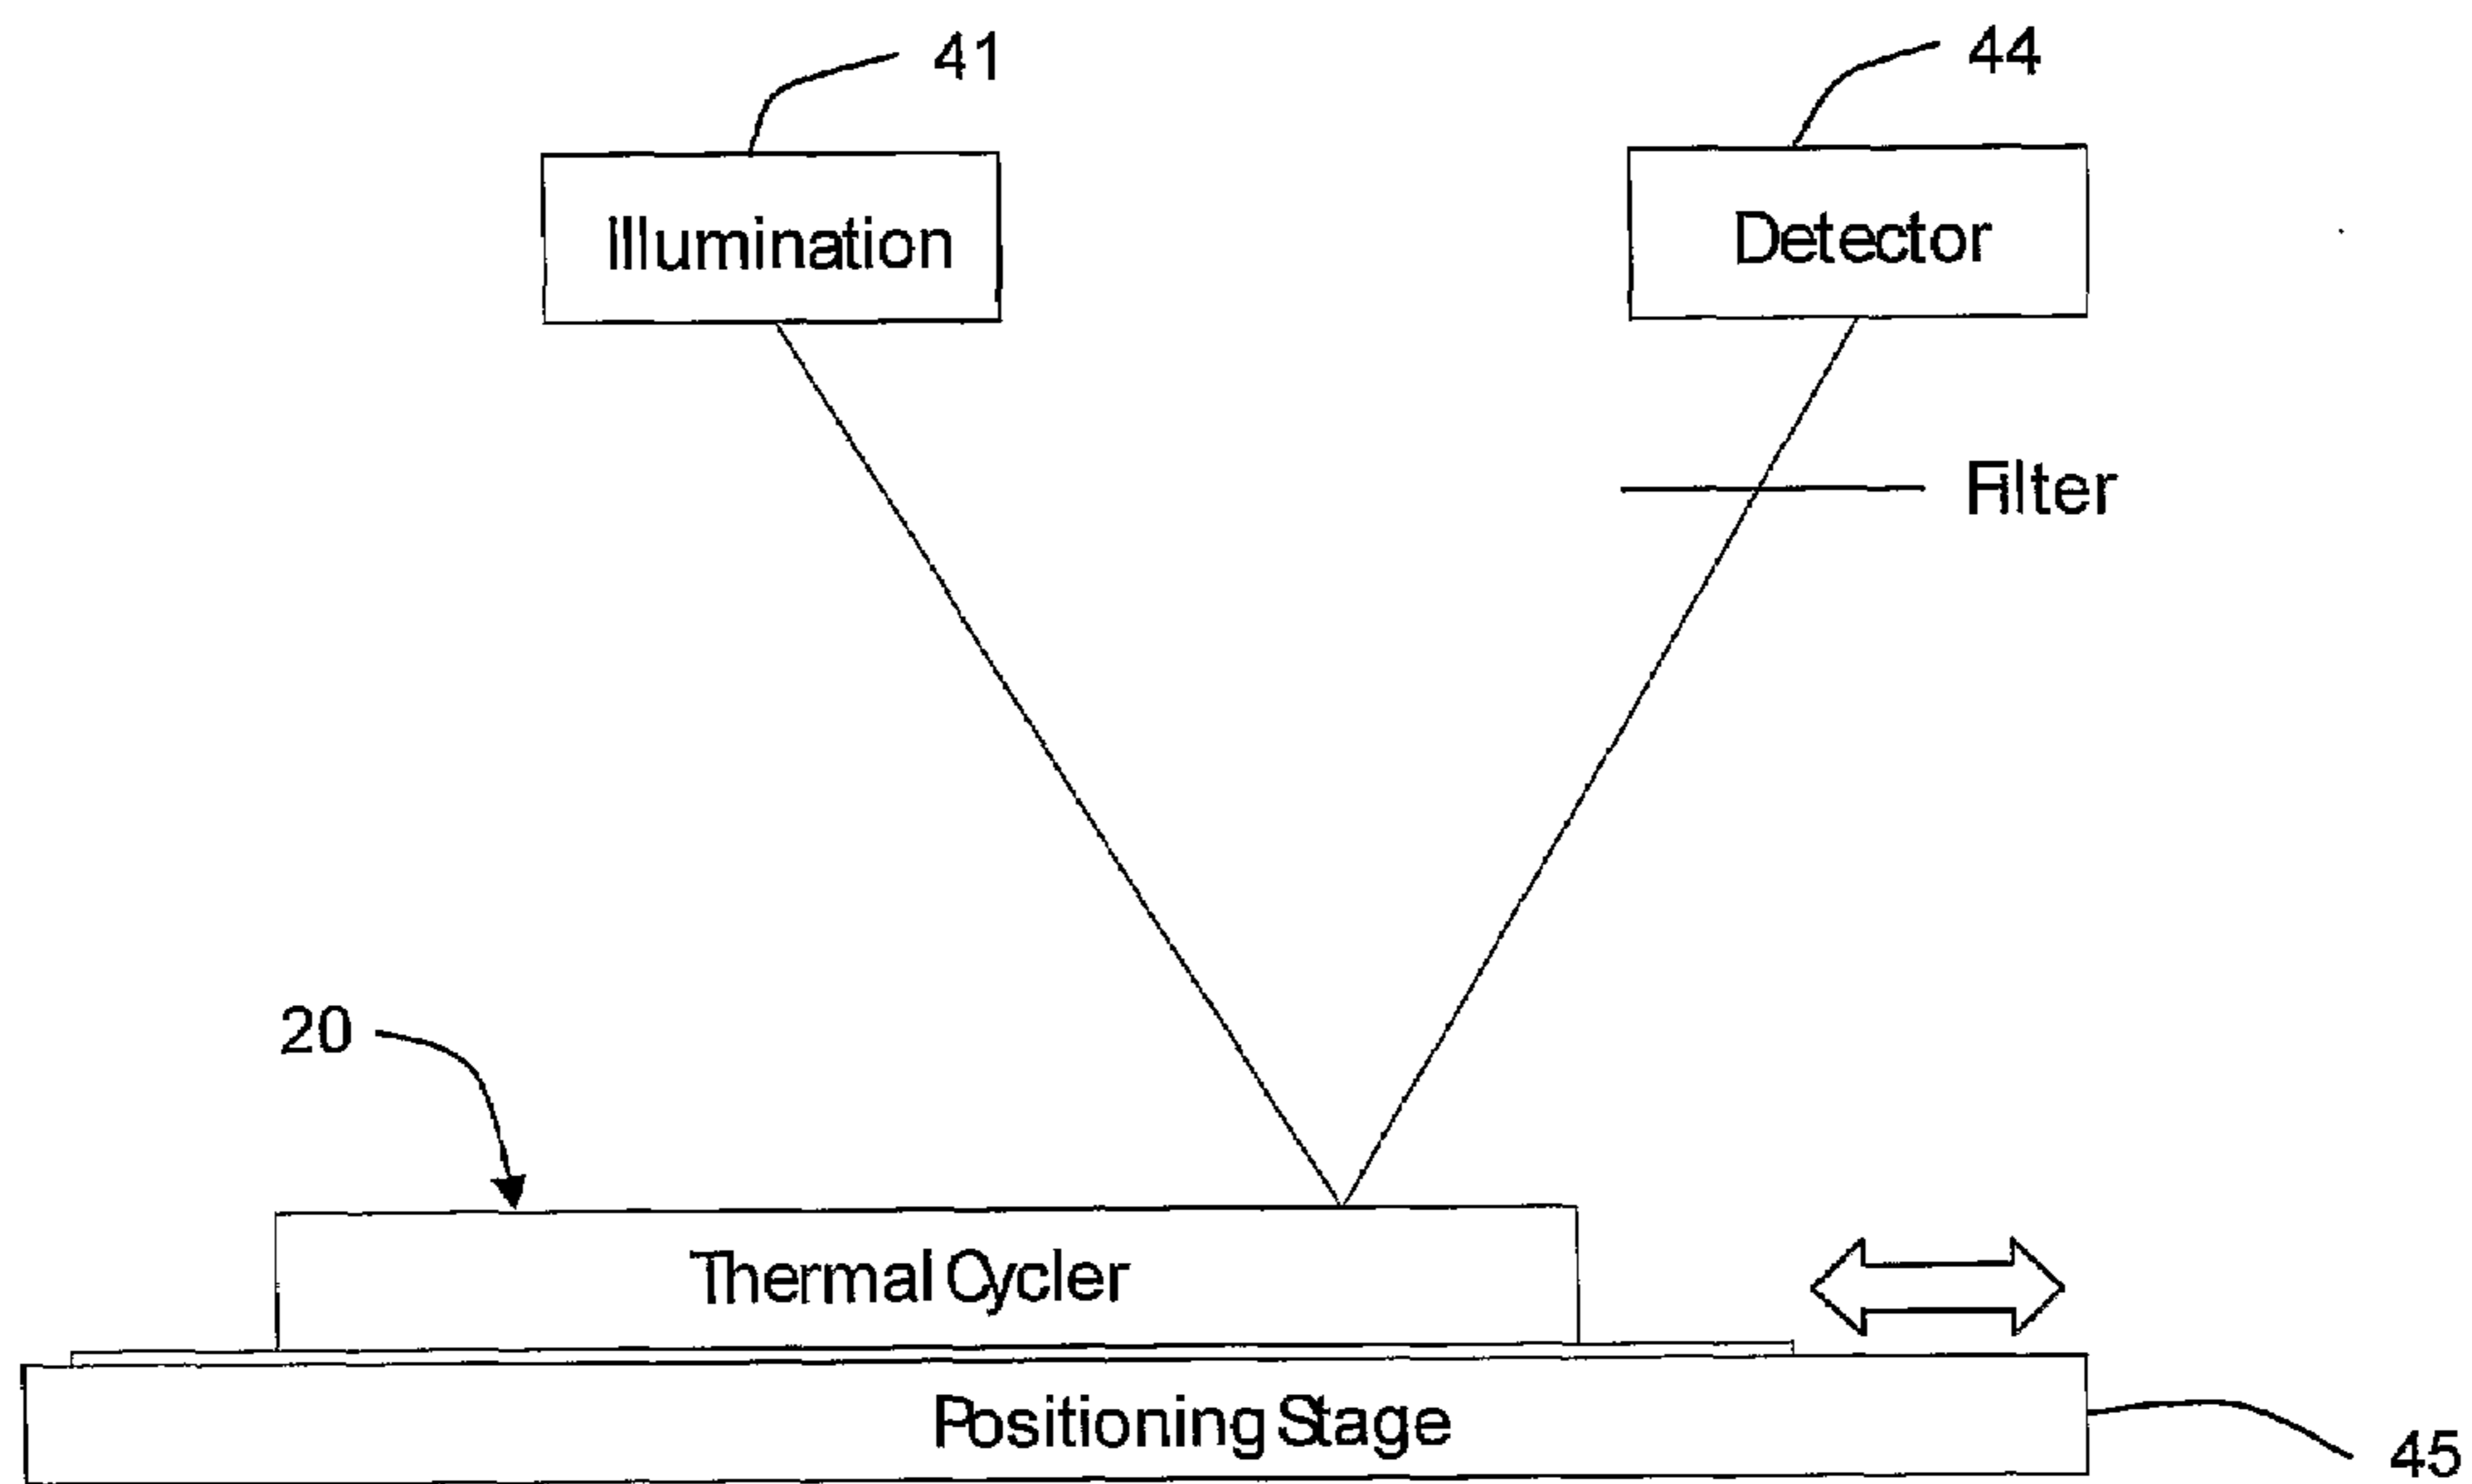 41
44
Illumination
Detector
Filter
20
Thermal Cycler
Positioning Stage
45